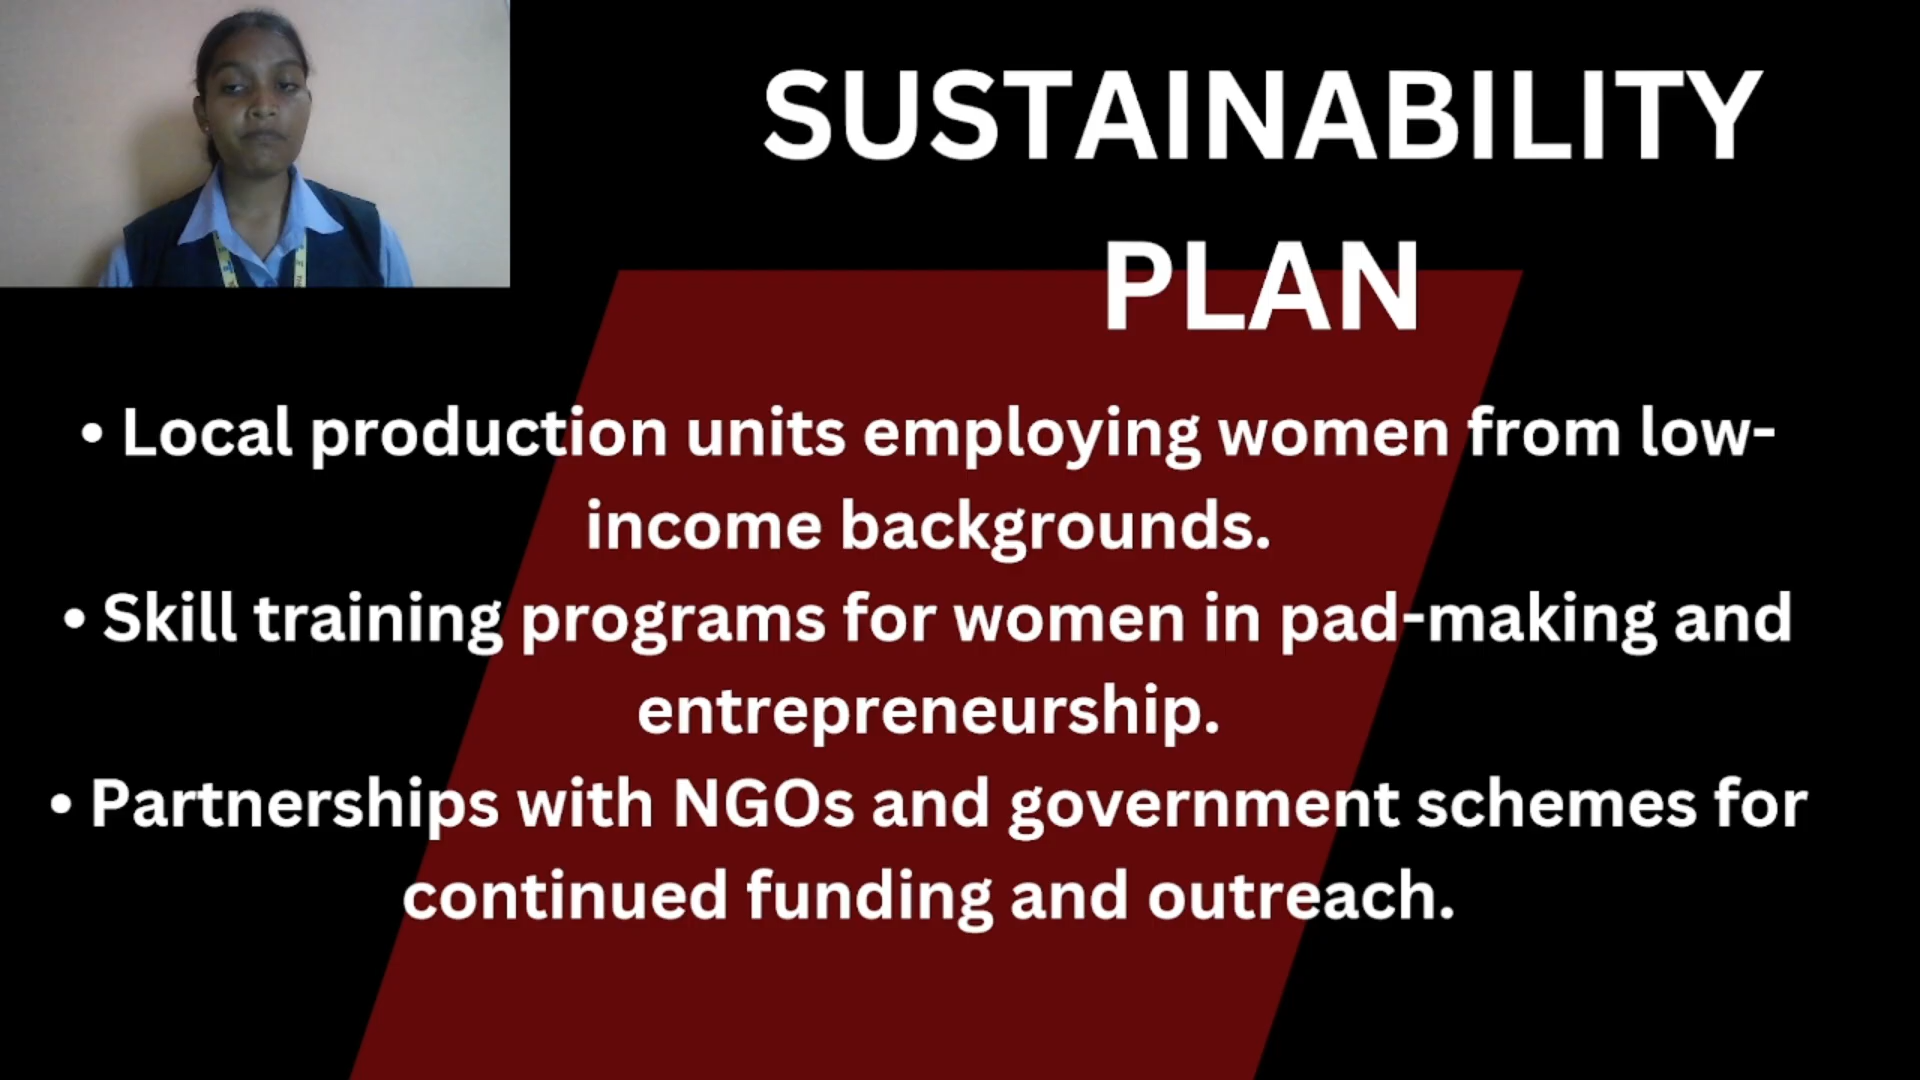 SUSTAINABILITY
PLAN
• Local production units employing women from low-
income backgrounds.
• Skill training programs for women in pad-making and
entrepreneurship.
• Partnerships with NGOs and government schemes for
continued funding and outreach.